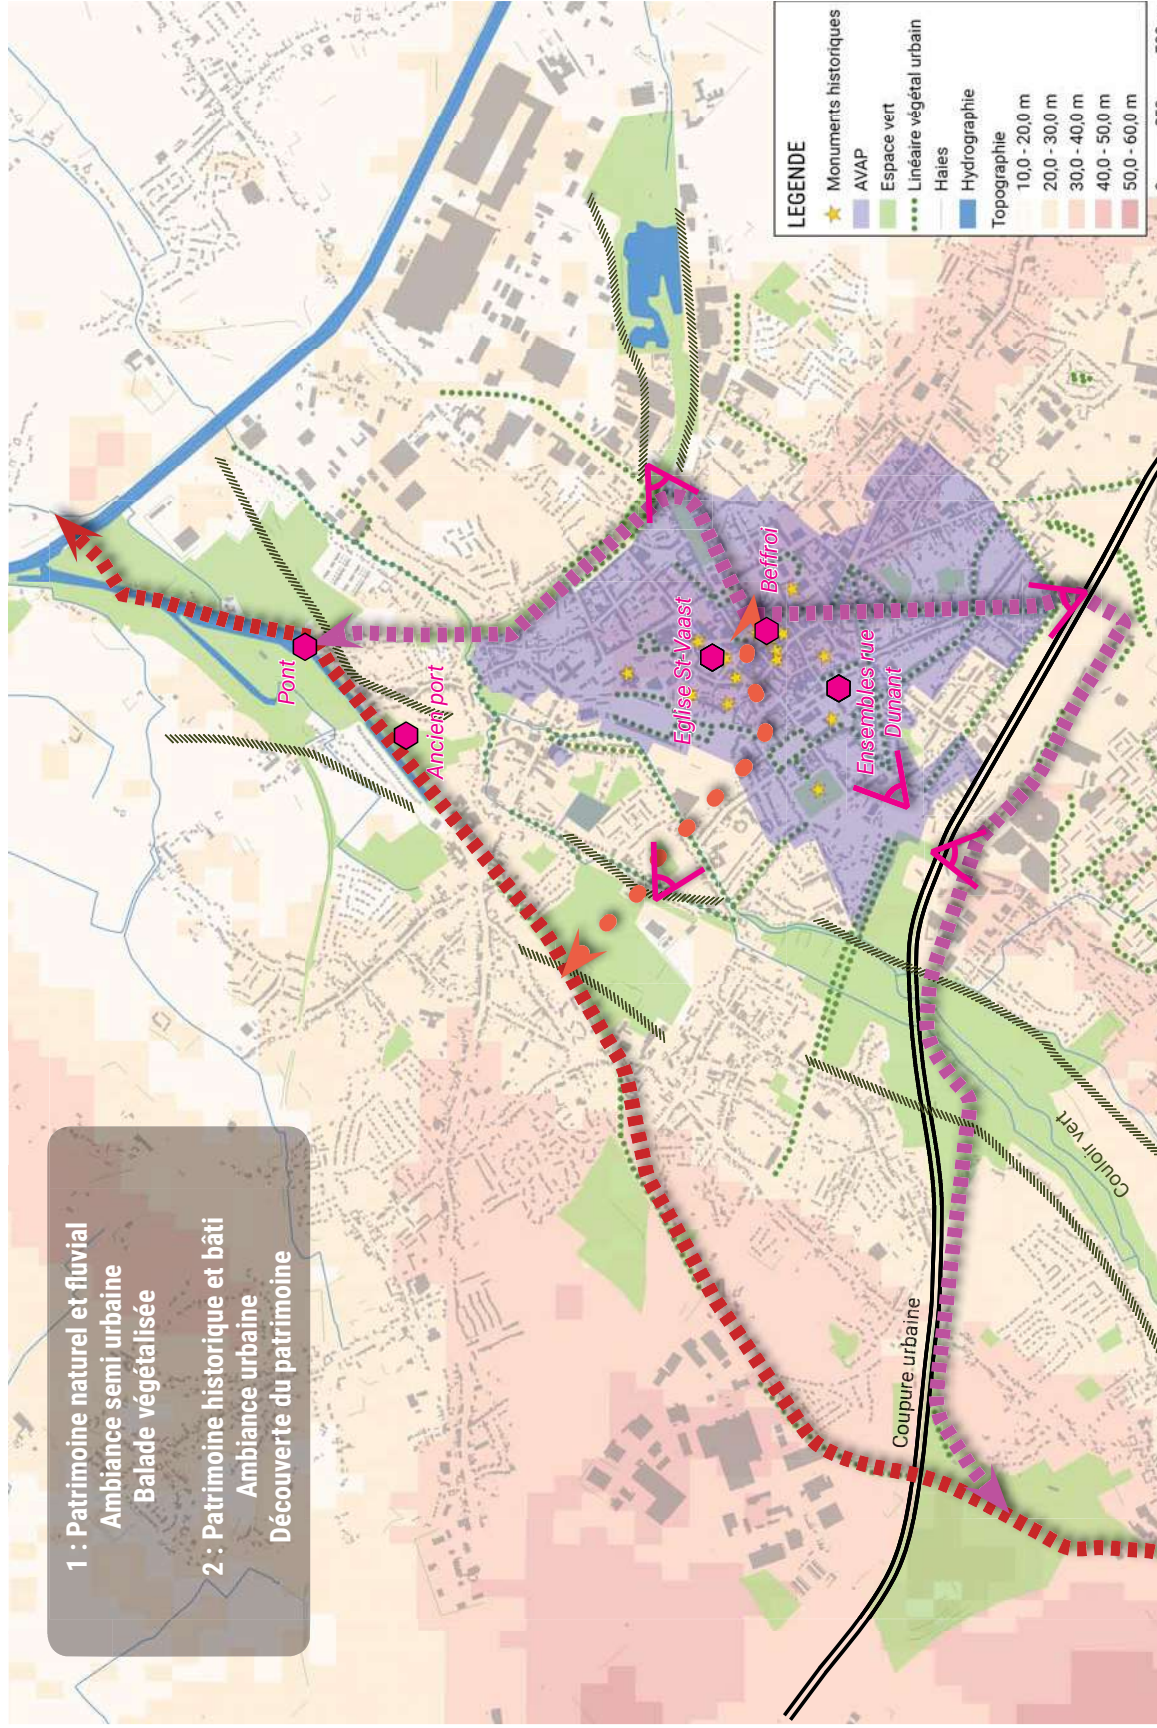 1 : Patrimoine naturel et fluvial
Ambiance semi urbaine
Balade végétalisée
2 : Patrimoine historique et bâti
Ambiance urbaine
Découverte du patrimoine
Pont
Ancien port
Eglise St-Vaast
Beffroi
Ensembles rue
Dunant
Coupure urbaine
Couloir vert
LEGENDE
Monuments historiques
AVAP
Espace vert
Linéaire végétal urbain
Haies
Hydrographie
Topographie
10,0 - 20,0 m
20,0 - 30,0 m
30,0 - 40,0 m
40,0 - 50,0 m
50,0 - 60,0 m